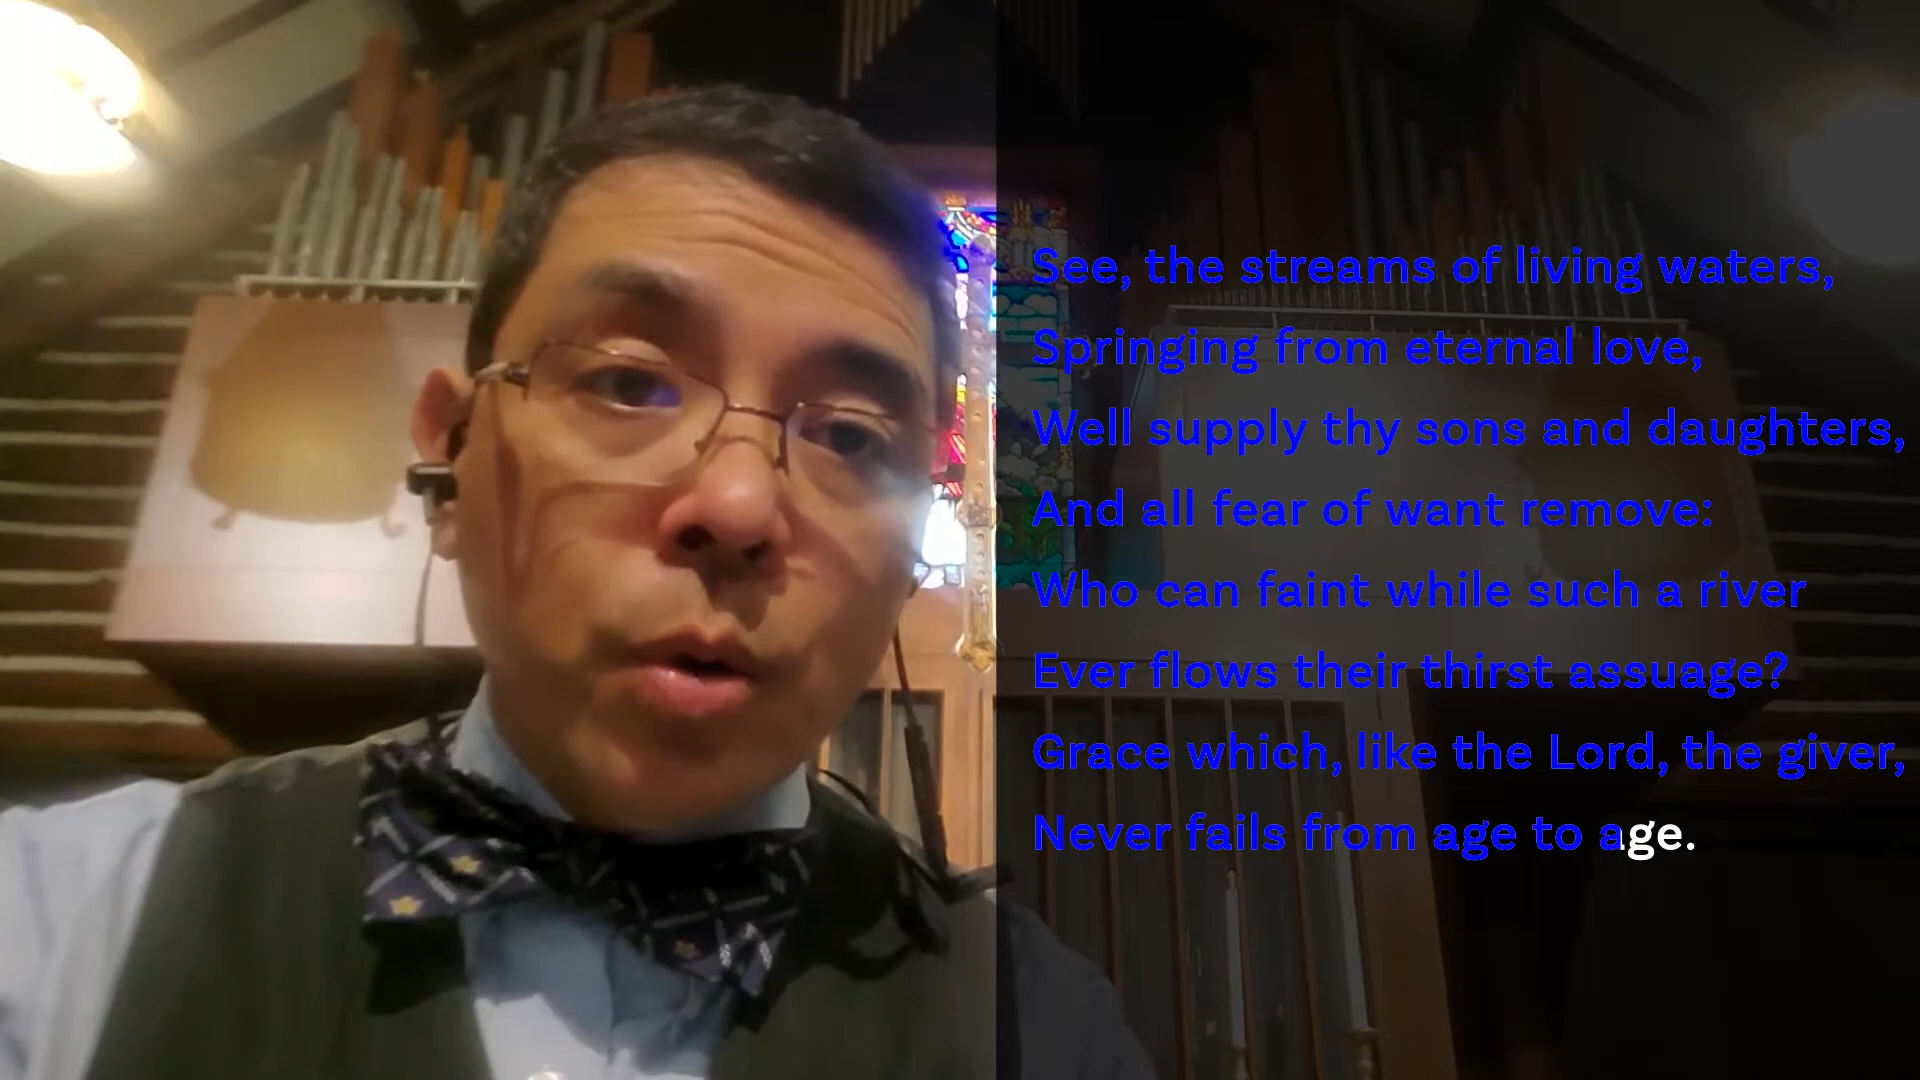 See, the streams of living waters,
Springing from eternal love,
Well supply thy sons and daughters,
And all fear of want remove:
Who can faint while such a river
Ever flows their thirst assuage?
Grace which, like the Lord, the giver,
Never fails from age to age.